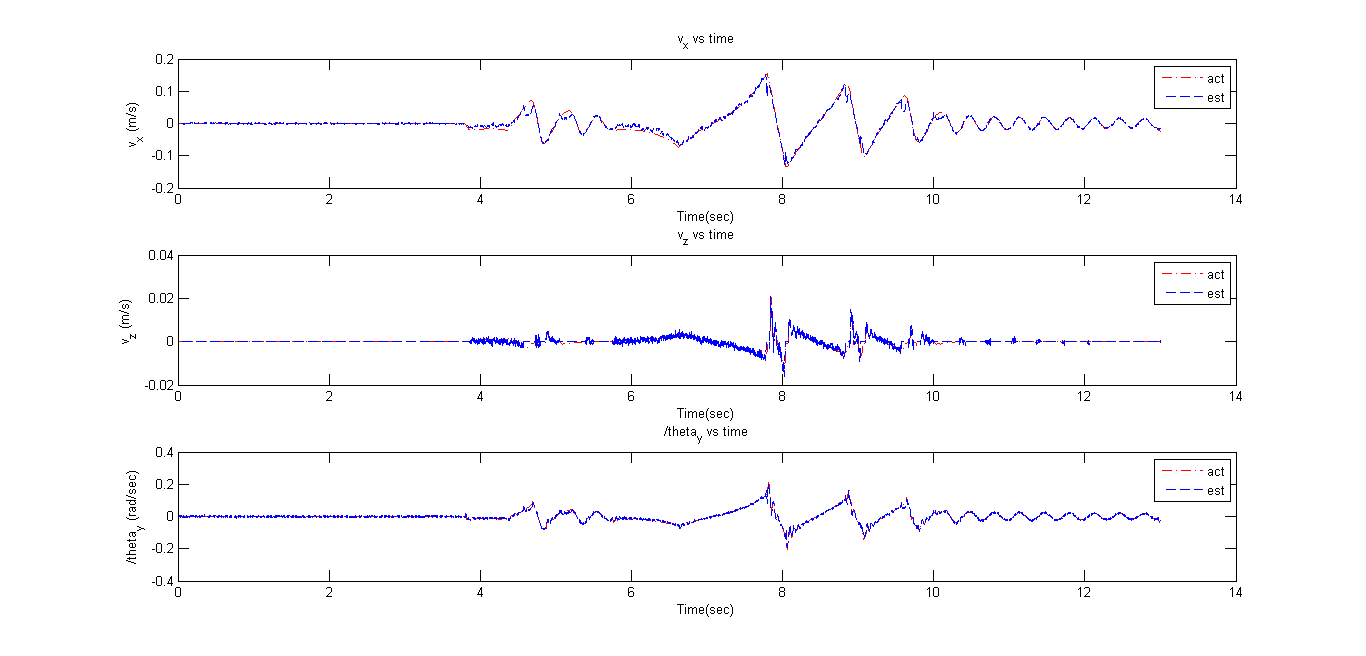 v_x vs time
v_x (m/s)
0.2
0.1
0
-0.1
-0.2
act
est
0 2 4 6 8 10 12 14
Time(sec)
v_z vs time
v_z (m/s)
0.04
0.02
0
-0.02
act
est
0 2 4 6 8 10 12 14
Time(sec)
/theta_y vs time
/theta_y (rad/sec)
0.4
0.2
0
-0.2
-0.4
act
est
0 2 4 6 8 10 12 14
Time(sec)